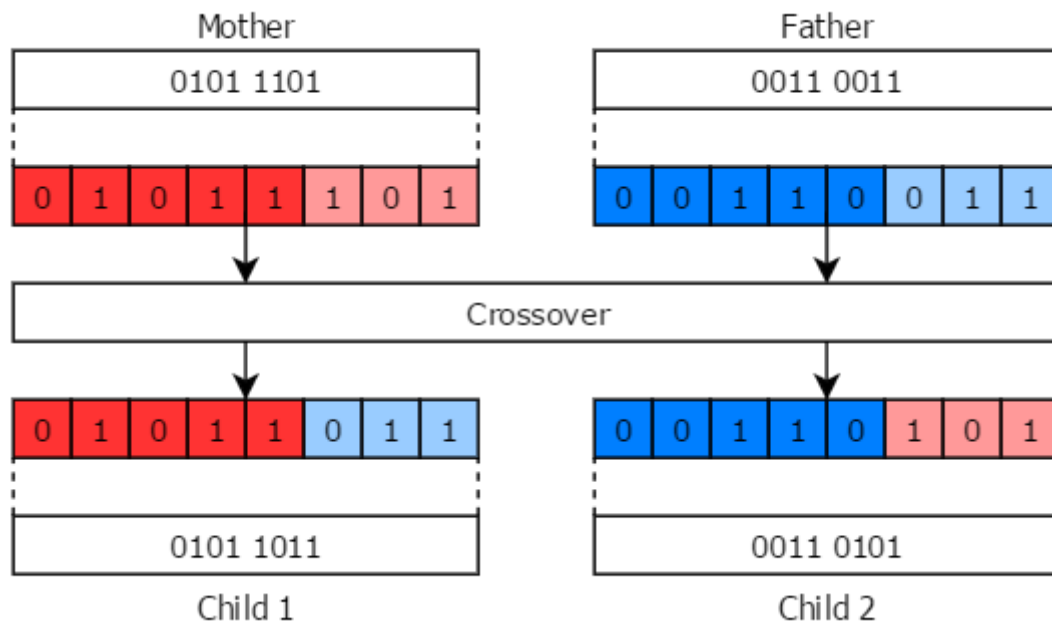 Mother Father
0101 1101 0011 0011
0 1 0 1 1 1 0 1 0 0 1 1 0 0 1 1
Crossover
0 1 0 1 1 0 1 1 0 0 1 1 0 1 0 1
0101 1011 0011 0101
Child 1 Child 2